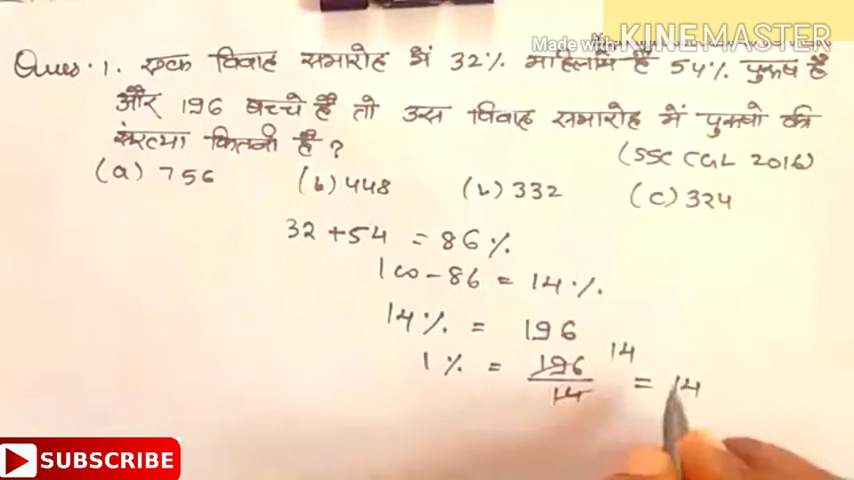 Made with KINEMASTER
Ques.1. एक विवाह समारोह में 32% महिलाएँ है 54% पुरुष है
और 196 बच्चे है तो उस विवाह समारोह में पुरुषो की
संख्या कितनी है ?
(SSC CGL 2016)
(a) 756 (b) 448 (b) 332 (c) 324
32 + 54 = 86%
100 - 86 = 14%.
14% = 196
1% = 196/14 14 = 14
SUBSCRIBE